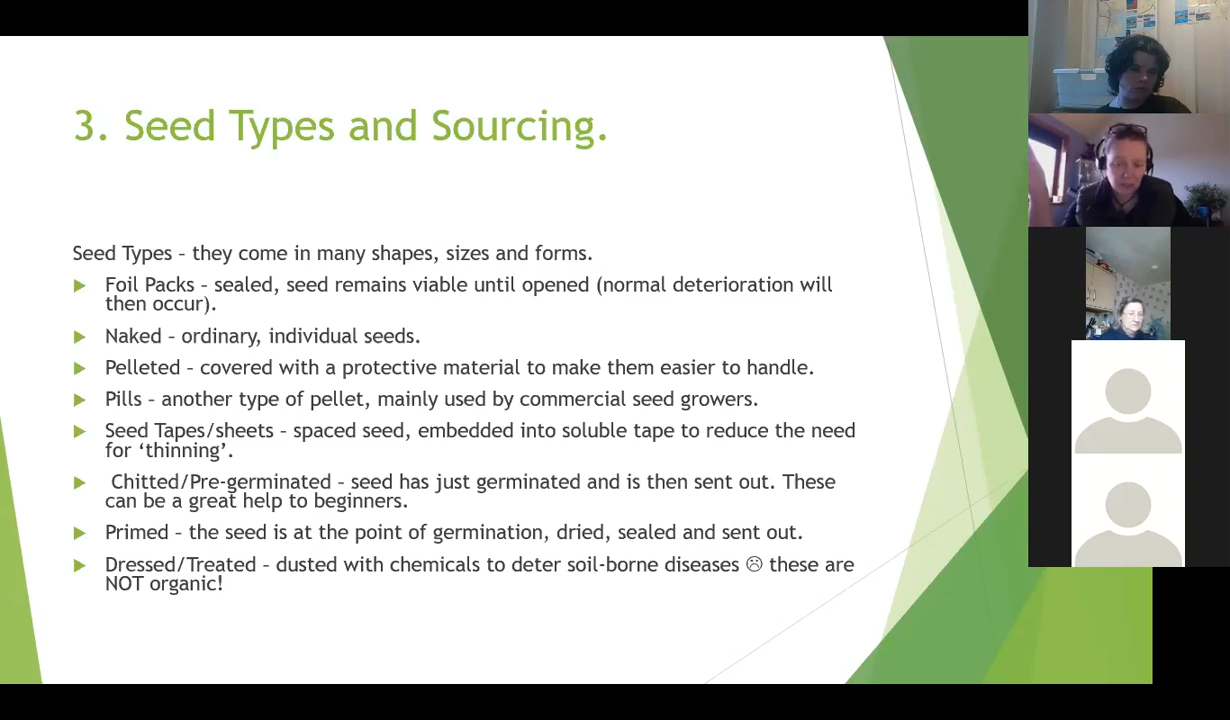 3. Seed Types and Sourcing.
Seed Types – they come in many shapes, sizes and forms.
Foil Packs – sealed, seed remains viable until opened (normal deterioration will
then occur).
Naked – ordinary, individual seeds.
Pelleted – covered with a protective material to make them easier to handle.
Pills – another type of pellet, mainly used by commercial seed growers.
Seed Tapes/sheets – spaced seed, embedded into soluble tape to reduce the need
for ‘thinning’.
Chitted/Pre-germinated – seed has just germinated and is then sent out. These
can be a great help to beginners.
Primed – the seed is at the point of germination, dried, sealed and sent out.
Dressed/Treated – dusted with chemicals to deter soil-borne diseases ☹ these are
NOT organic!